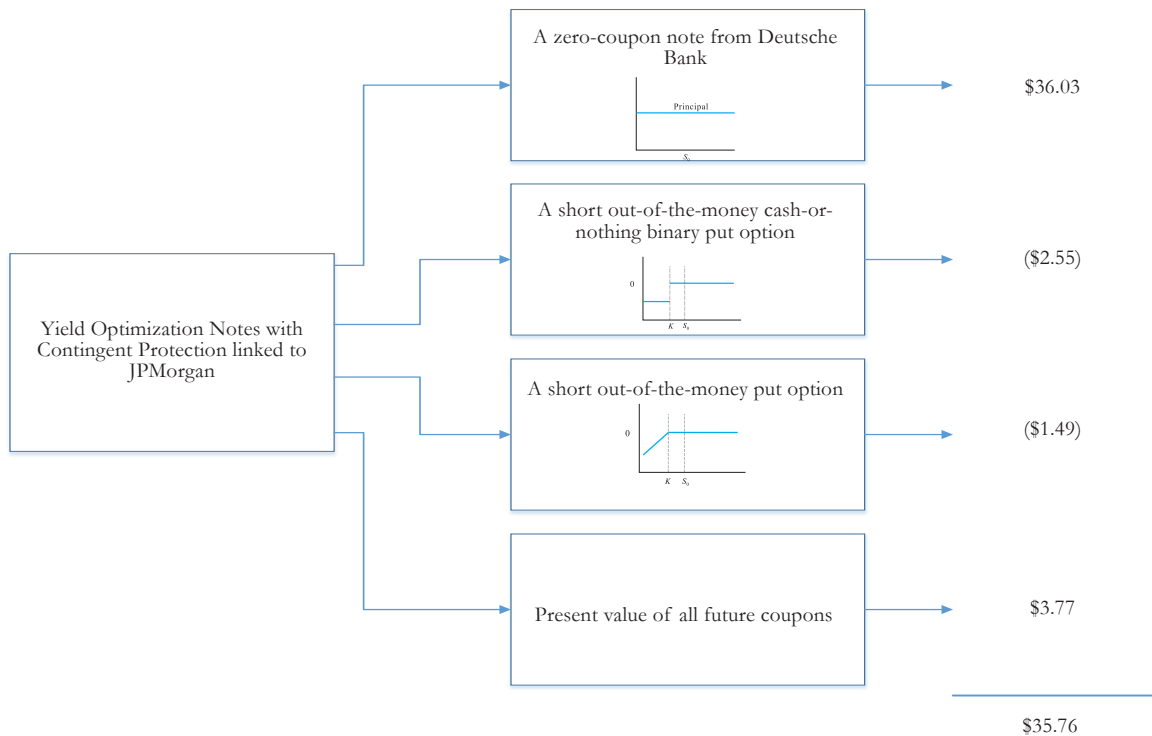 A zero-coupon note from Deutsche
Bank
Principal
S₀
$36.03
A short out-of-the-money cash-or-
nothing binary put option
0
K S₀
($2.55)
Yield Optimization Notes with
Contingent Protection linked to
JPMorgan
A short out-of-the-money put option
0
K S₀
($1.49)
Present value of all future coupons
$3.77
$35.76